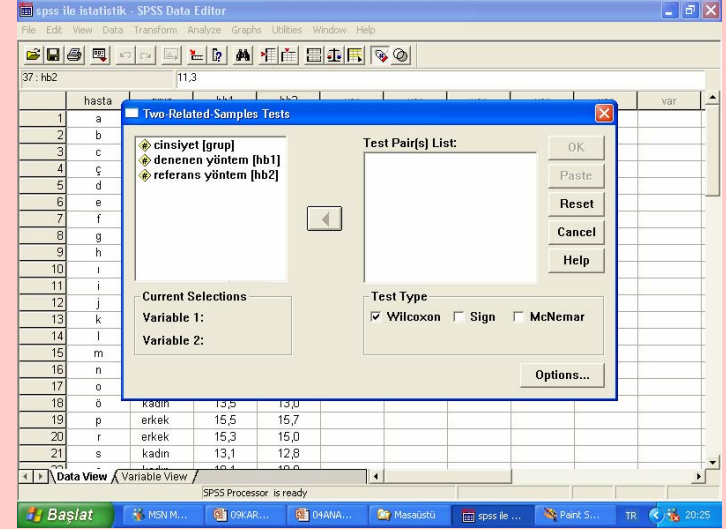 spss ile istatistik - SPSS Data Editor
File Edit View Data Transform Analyze Graphs Utilities Window Help
37 : hb2 11,3
hasta var
Two-Related-Samples Tests
cinsiyet [grup]
denenen yöntem [hb1]
referans yöntem [hb2]
Test Pair(s) List:
OK
Paste
Reset
Cancel
Help
Current Selections
Variable 1:
Variable 2:
Test Type
Wilcoxon Sign McNemar
Options...
1 a
2 b
3 c
4 ç
5 d
6 e
7 f
8 g
9 h
10 ı
11 i
12 j
13 k
14 l
15 m
16 n
17 o
18 ö kadın 13,5 13,0
19 p erkek 15,5 15,7
20 r erkek 15,3 15,0
21 s kadın 13,1 12,8
Data View Variable View
SPSS Processor is ready
Başlat MSN M... 09KAR... 04ANA... Masaüstü spss ile ... Paint S... TR 20:25